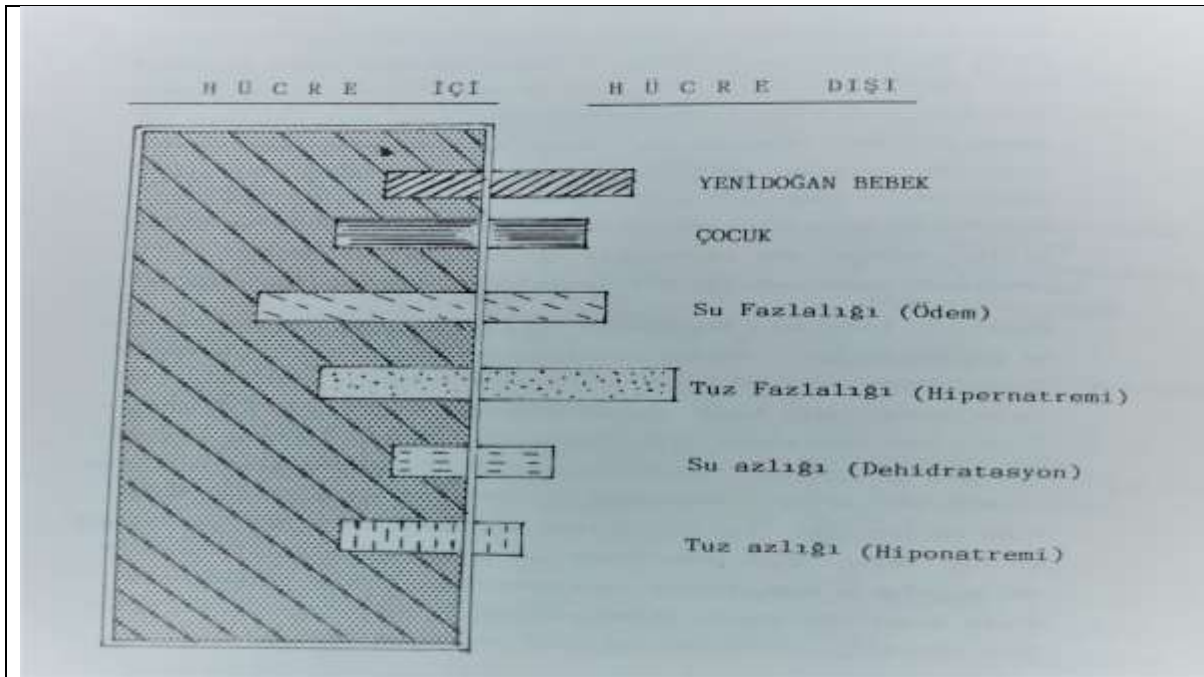 HÜCRE İÇİ
HÜCRE DIŞI
YENİDOĞAN BEBEK
ÇOCUK
Su Fazlalığı (Ödem)
Tuz Fazlalığı (Hipernatremi)
Su azlığı (Dehidratasyon)
Tuz azlığı (Hiponatremi)